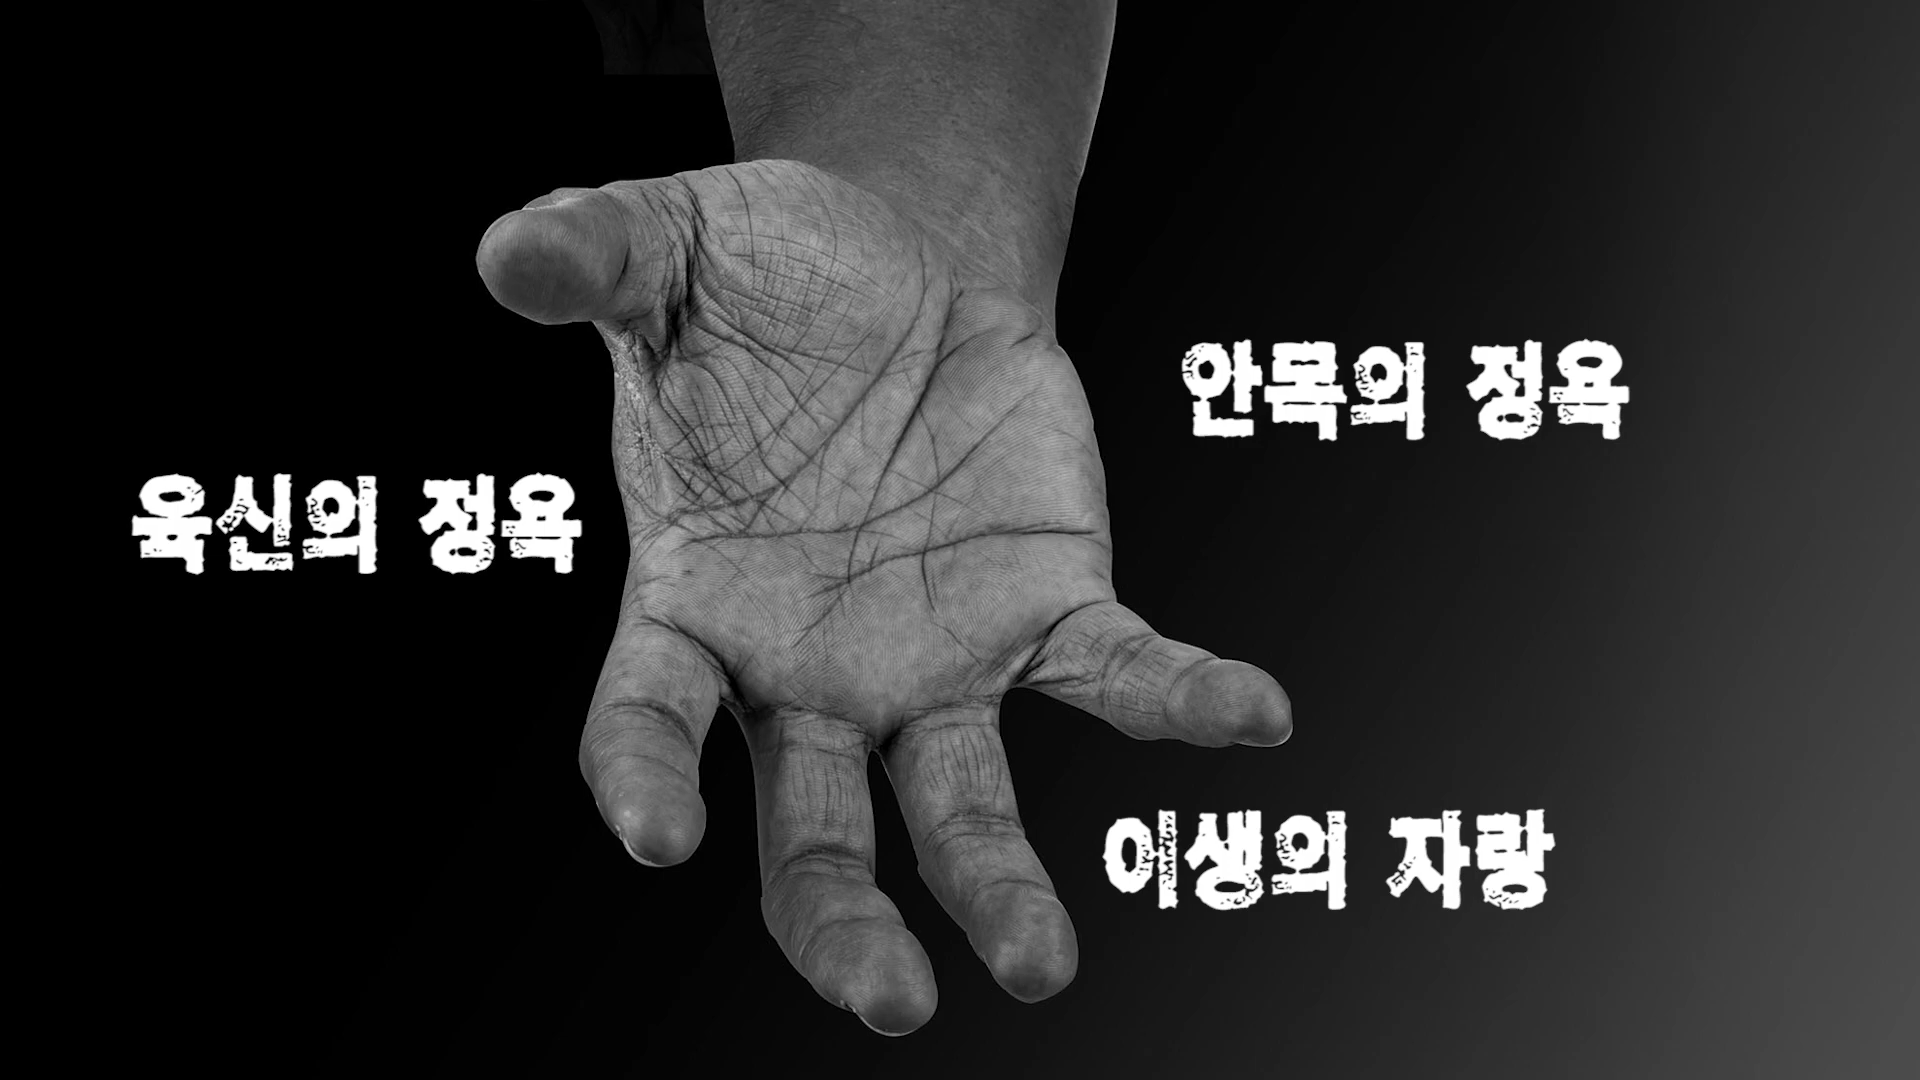 육신의 정욕
안목의 정욕
이생의 자랑